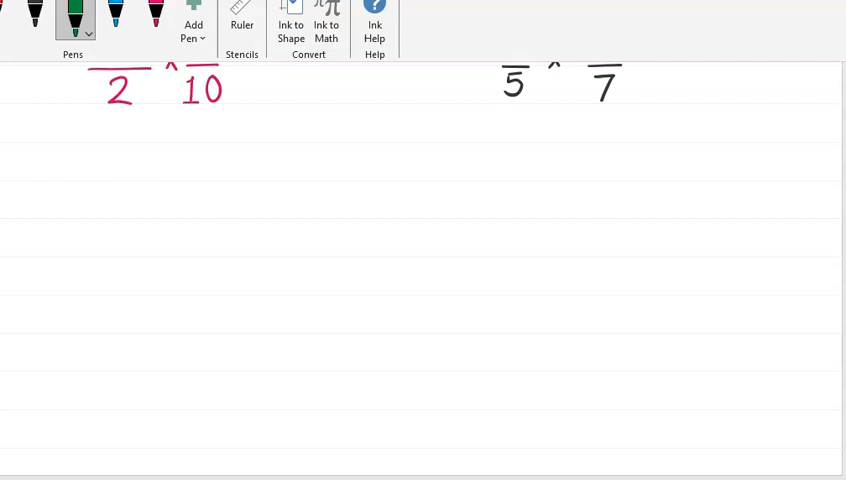 Add Pen
Ruler
Ink to Shape
Ink to Math
Ink Help
Pens
Stencils
Convert
Help
2 10
5 7